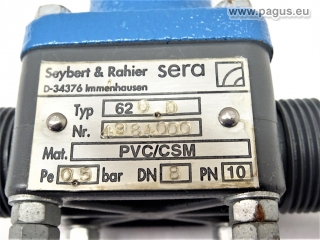 www.pagus.eu
Seybert & Rahier sera
D-34376 Immenhausen
Typ 62
Nr.
Mat. PVC/CSM
Pe 0,5 bar DN 8 PN 10